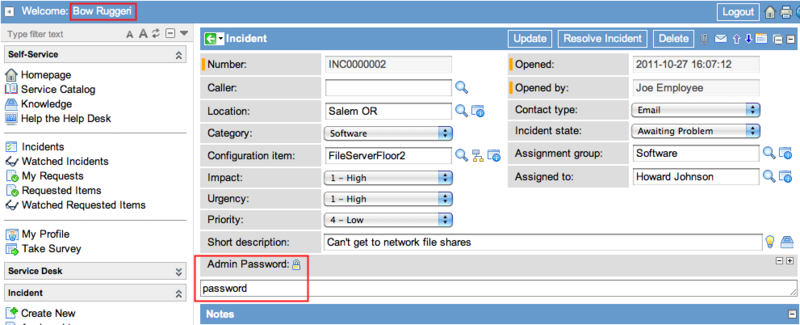 Welcome: Bow Ruggeri
Logout
Type filter text
A A
Self-Service
Homepage
Service Catalog
Knowledge
Help the Help Desk
Incidents
Watched Incidents
My Requests
Requested Items
Watched Requested Items
My Profile
Take Survey
Service Desk
Incident
Create New
Incident
Update
Resolve Incident
Delete
Number:
INC0000002
Opened:
2011-10-27 16:07:12
Caller:
Opened by:
Joe Employee
Location:
Salem OR
Contact type:
Email
Category:
Software
Incident state:
Awaiting Problem
Configuration item:
FileServerFloor2
Assignment group:
Software
Impact:
1 - High
Assigned to:
Howard Johnson
Urgency:
1 - High
Priority:
4 - Low
Short description:
Can't get to network file shares
Admin Password:
password
Notes